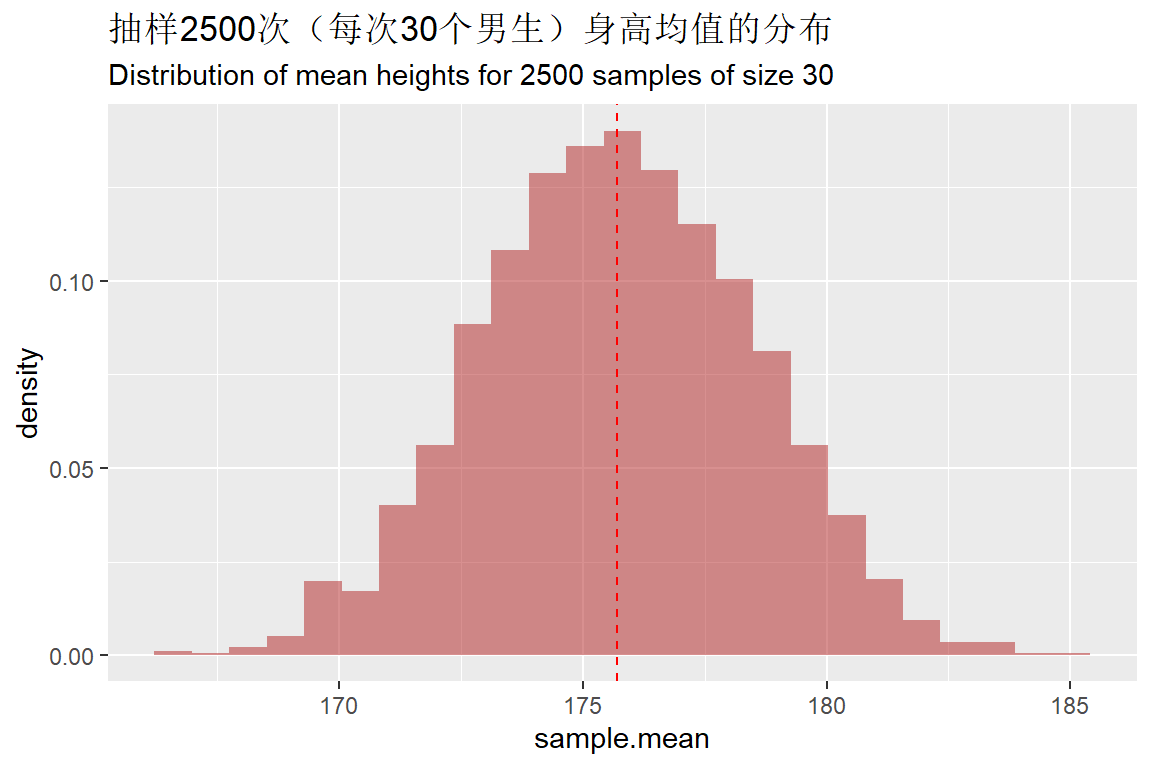 抽样2500次（每次30个男生）身高均值的分布
Distribution of mean heights for 2500 samples of size 30
density
0.10
0.05
0.00
170 175 180 185
sample.mean